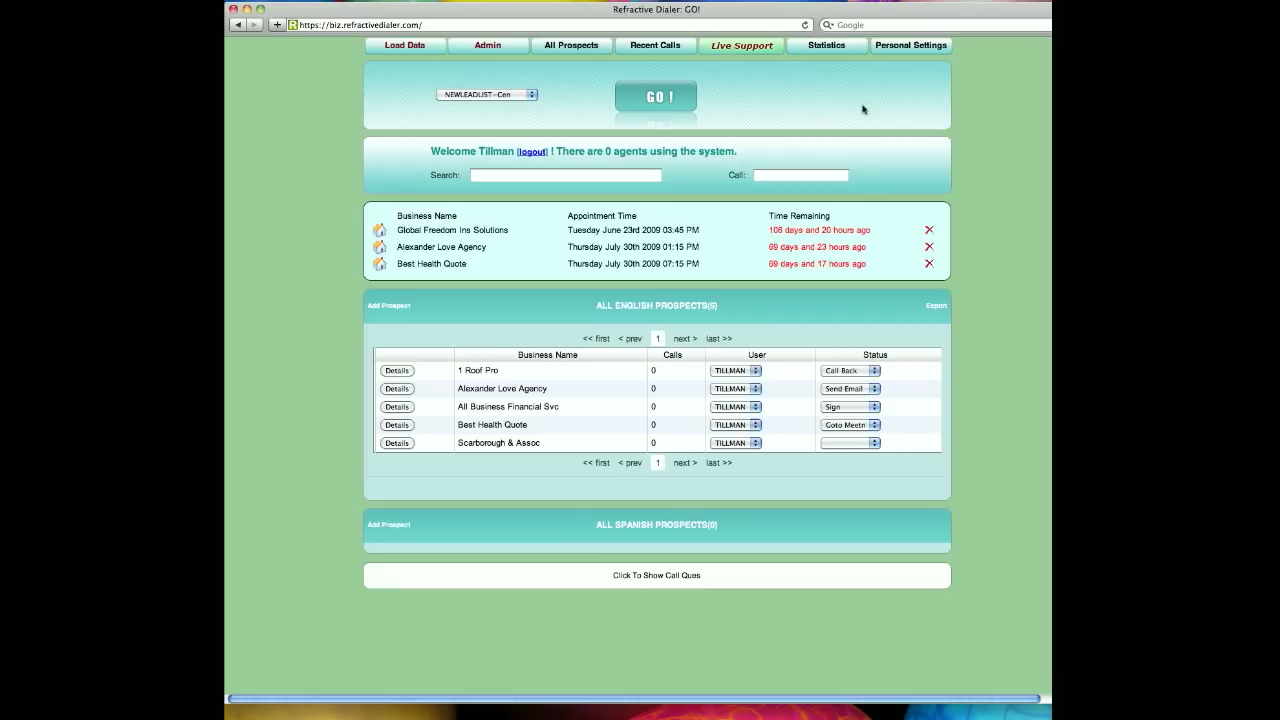 Refractive Dialer: GO!
https://biz.refractivedialer.com/ Google
Load Data Admin All Prospects Recent Calls Live Support Statistics Personal Settings
NEWLEADLIST-Cen GO !
Welcome Tillman [logout] ! There are 0 agents using the system.
Search: Call:
Business Name Appointment Time Time Remaining
Global Freedom Ins Solutions Tuesday June 23rd 2009 03:45 PM 106 days and 20 hours ago
Alexander Love Agency Thursday July 30th 2009 01:15 PM 69 days and 23 hours ago
Best Health Quote Thursday July 30th 2009 07:15 PM 69 days and 17 hours ago
Add Prospect ALL ENGLISH PROSPECTS(5) Export
<< first < prev 1 next > last >>
Business Name Calls User Status
Details 1 Roof Pro 0 TILLMAN Call Back
Details Alexander Love Agency 0 TILLMAN Send Email
Details All Business Financial Svc 0 TILLMAN Sign
Details Best Health Quote 0 TILLMAN Goto Meetn
Details Scarborough & Assoc 0 TILLMAN
<< first < prev 1 next > last >>
Add Prospect ALL SPANISH PROSPECTS(0)
Click To Show Call Ques